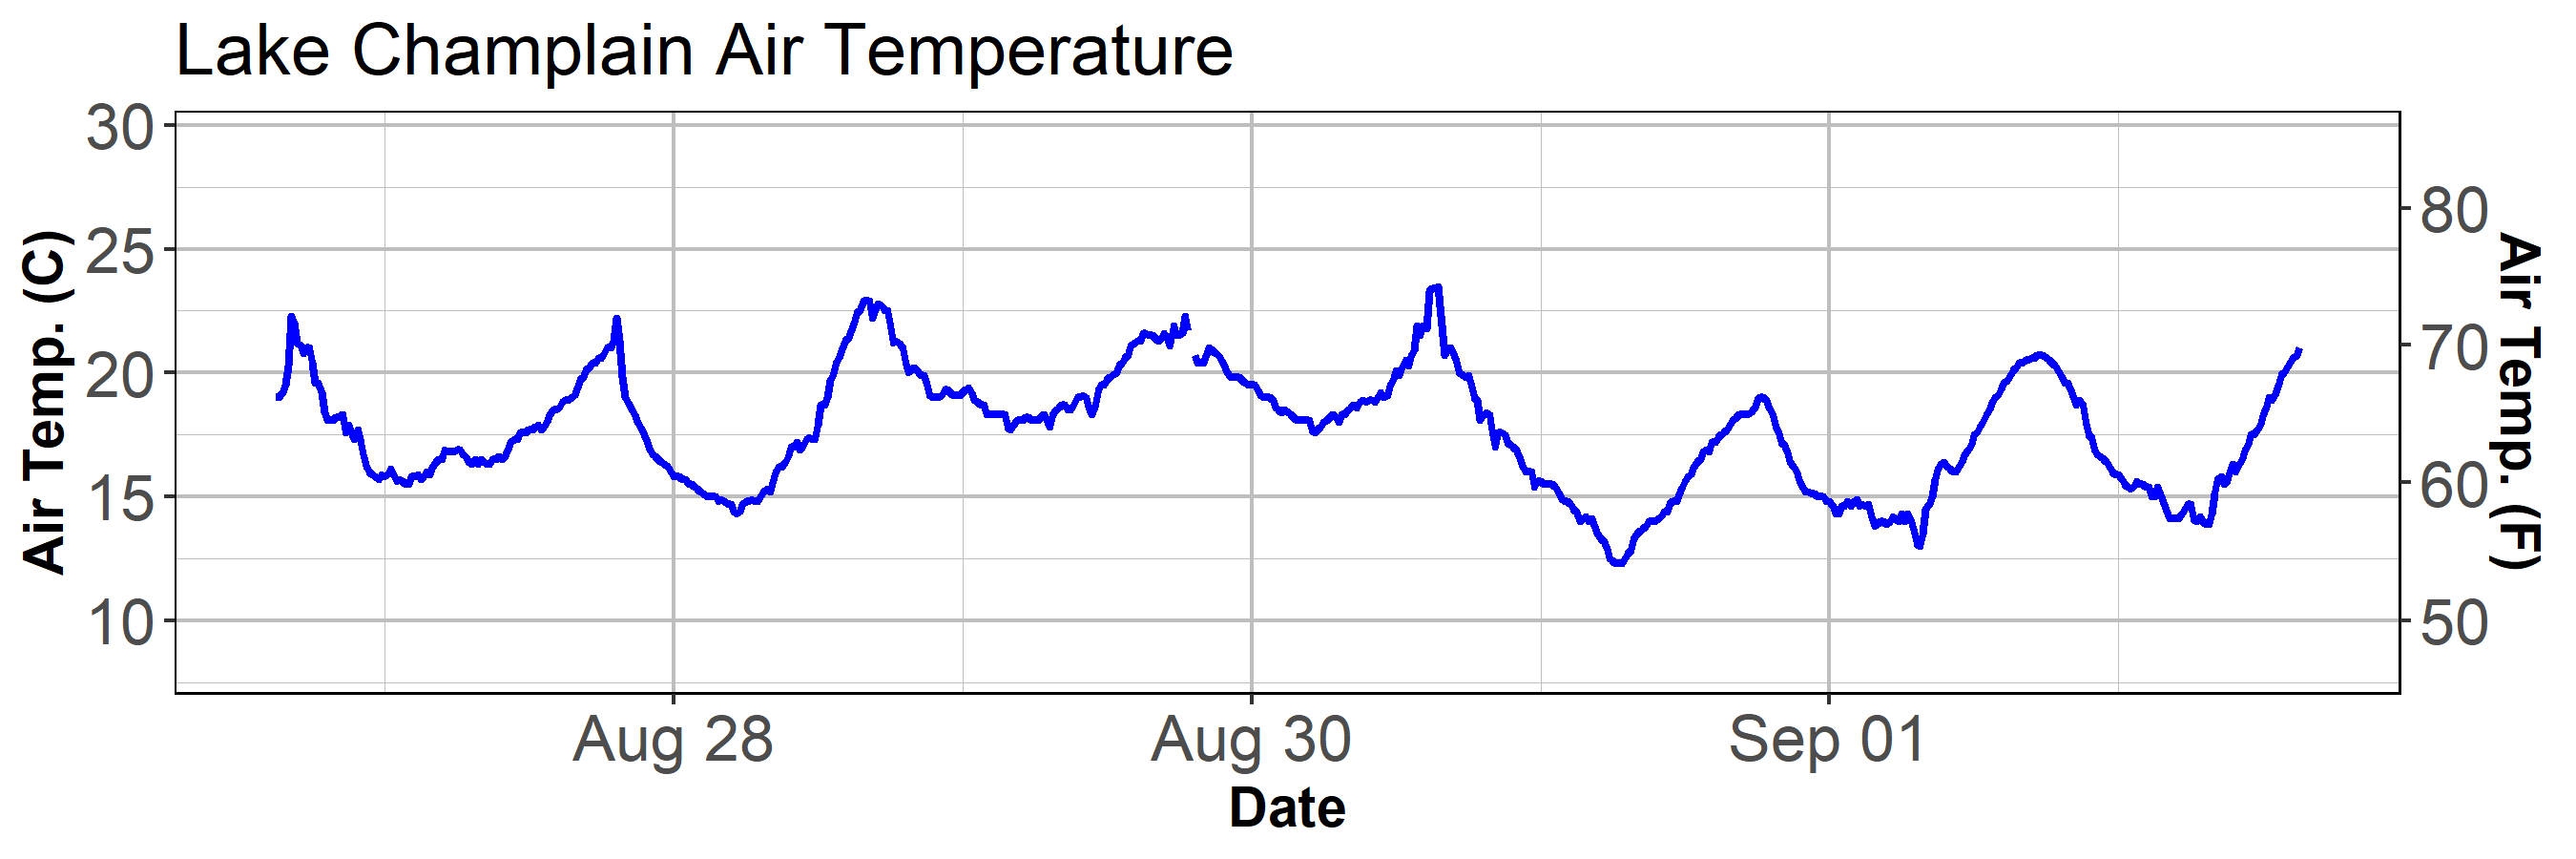 Lake Champlain Air Temperature
Air Temp. (C)
30
25
20
15
10
80
70
60
50
Air Temp. (F)
Aug 28
Aug 30
Sep 01
Date